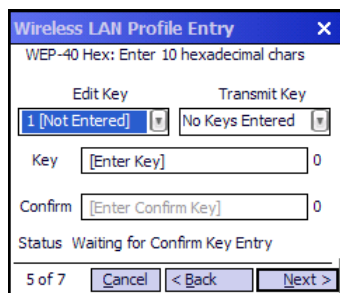 Wireless LAN Profile Entry X
WEP-40 Hex: Enter 10 hexadecimal chars
Edit Key Transmit Key
1 [Not Entered] No Keys Entered
Key [Enter Key] 0
Confirm [Enter Confirm Key] 0
Status Waiting for Confirm Key Entry
5 of 7 Cancel < Back Next >